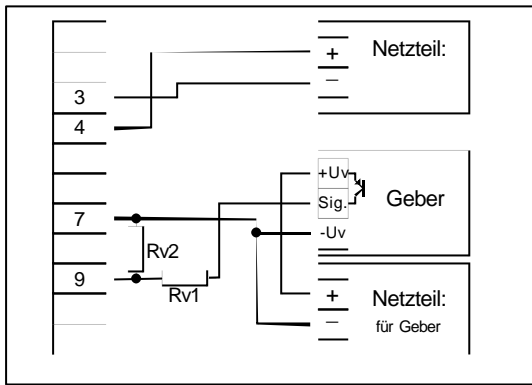 Netzteil:
+
–
3
4
+Uv
Sig.
Geber
-Uv
7
Rv2
9
Rv1
+
Netzteil:
–
für Geber